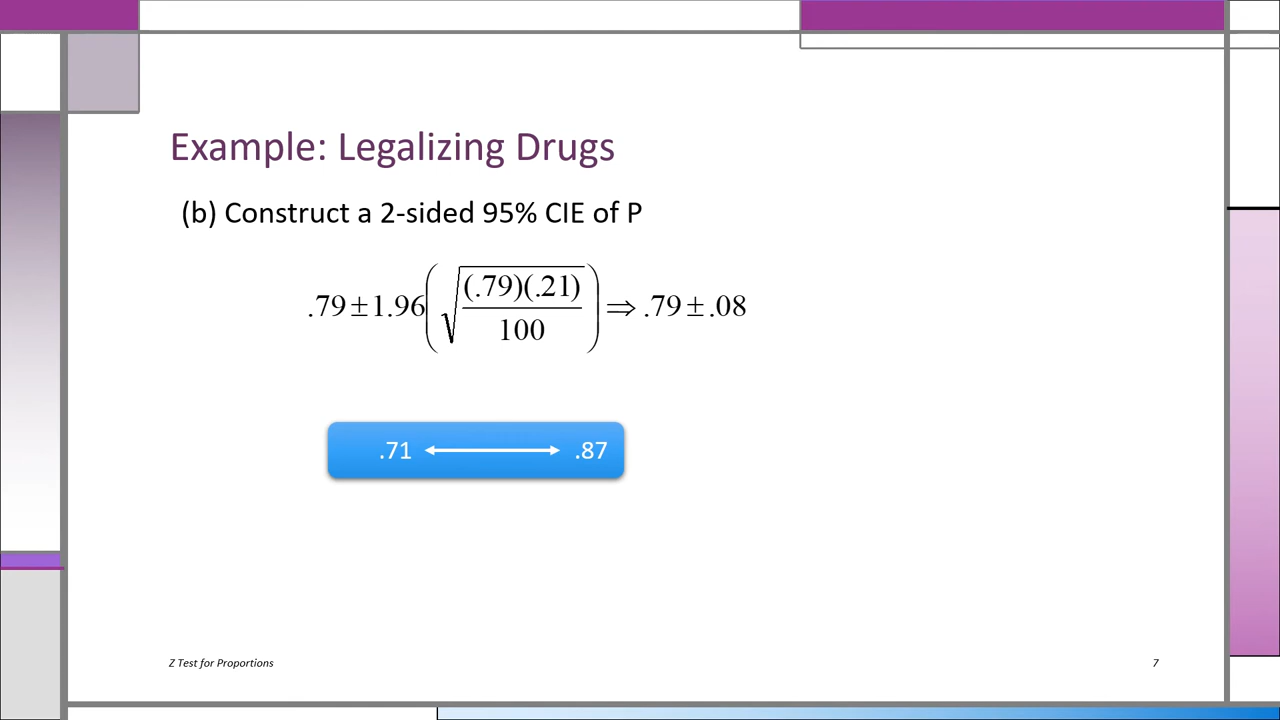 Example: Legalizing Drugs
(b) Construct a 2-sided 95% CIE of P
.79±1.96(√((.79)(.21)/100))⇒.79±.08
.71 ⟷ .87
Z Test for Proportions
7